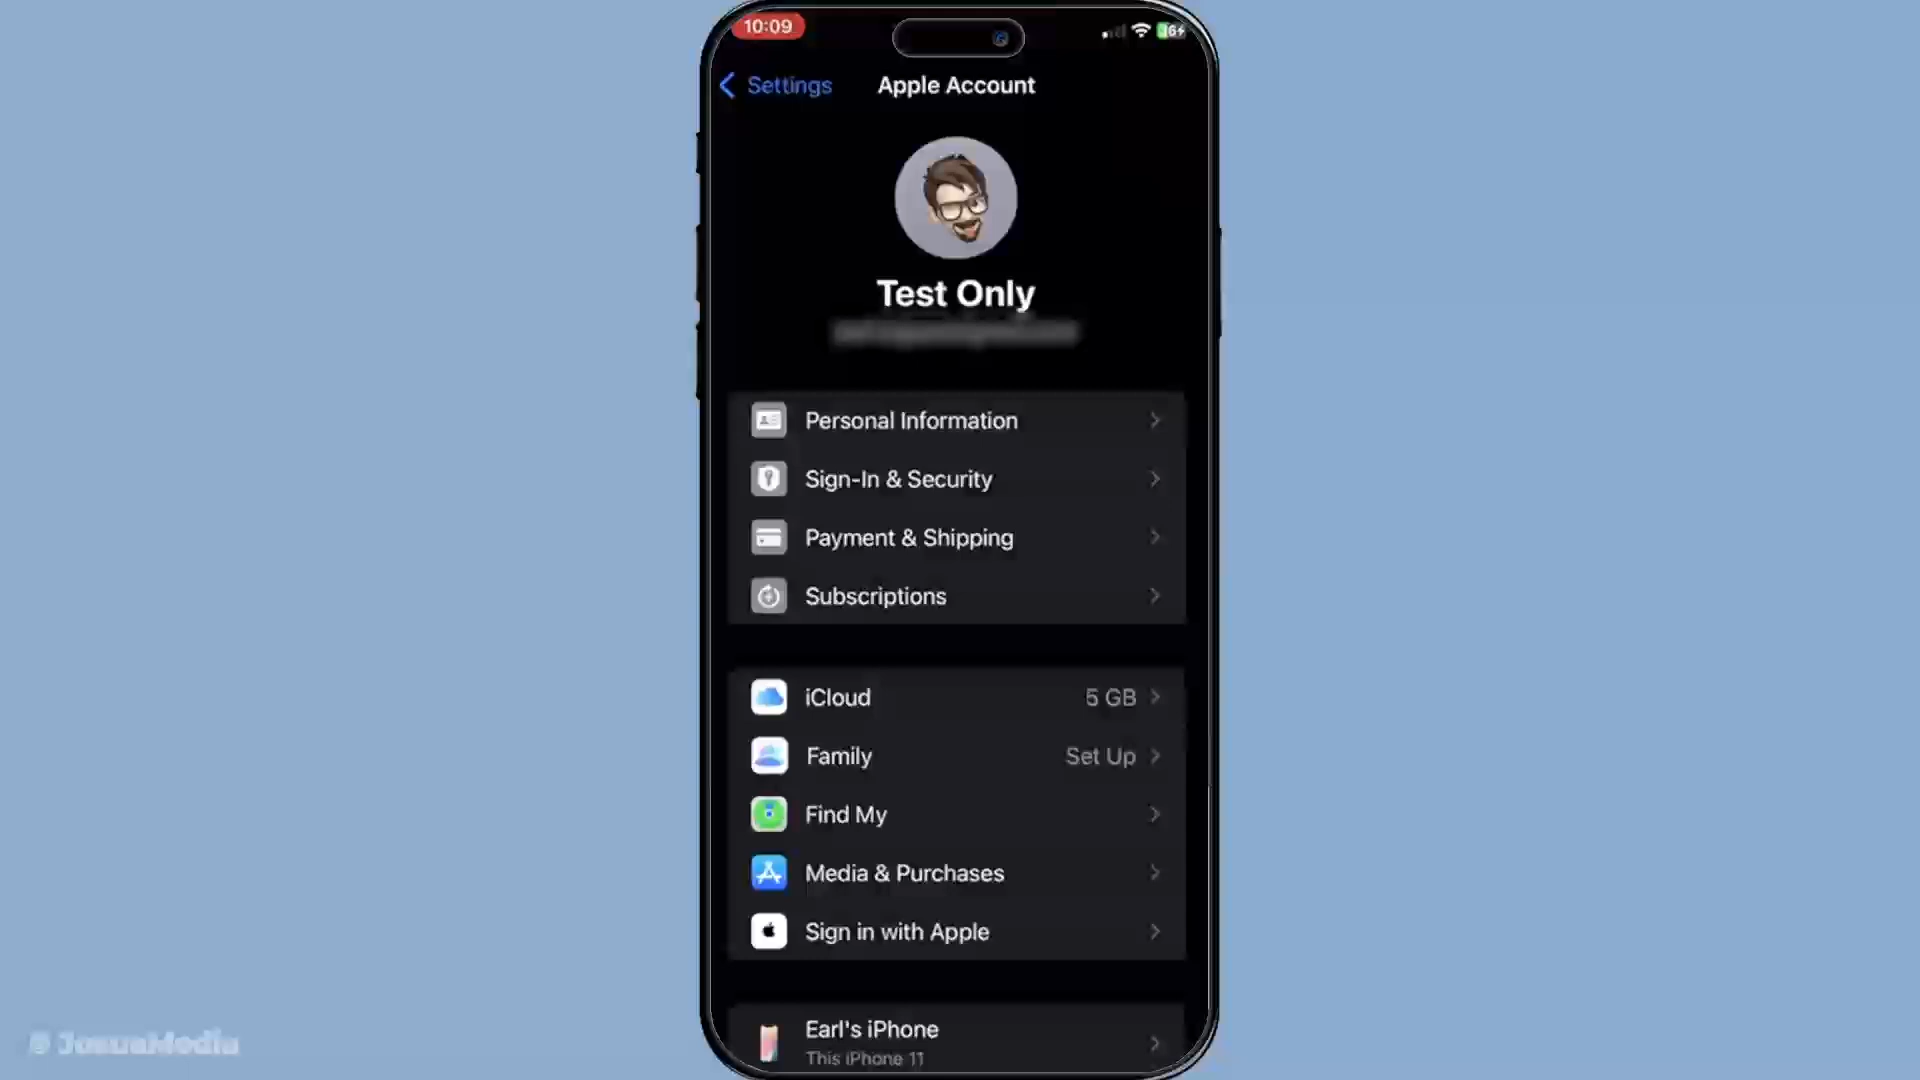 10:09
Settings
Apple Account
Test Only
Personal Information
Sign-In & Security
Payment & Shipping
Subscriptions
iCloud
5 GB
Family
Set Up
Find My
Media & Purchases
Sign in with Apple
Earl's iPhone
This iPhone 11
© JosuaMedia